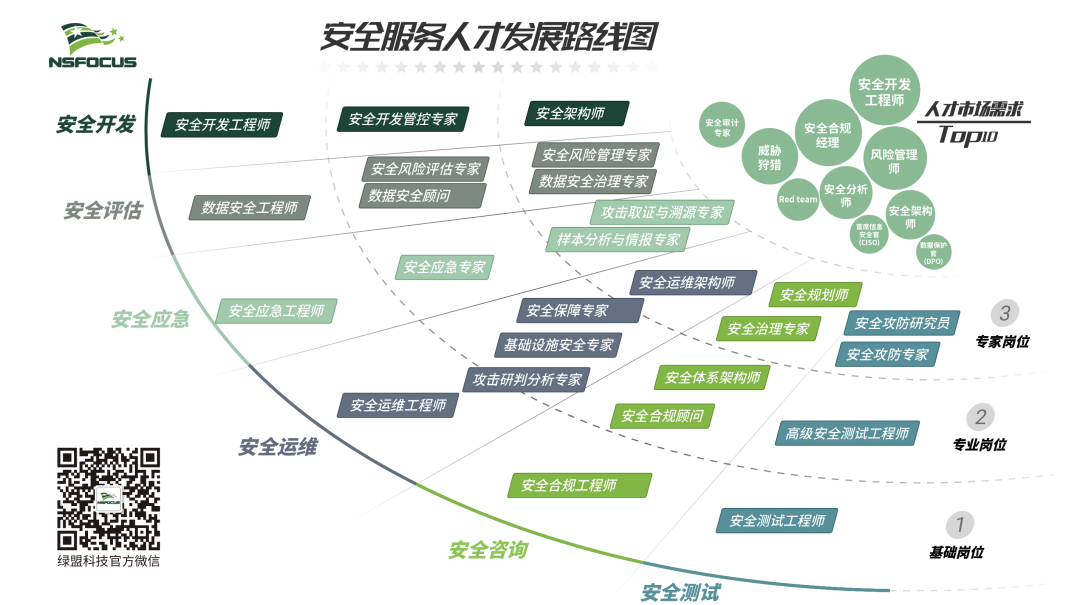 NSFOCUS
安全服务人才发展路线图
安全开发
安全开发工程师
安全开发管控专家
安全架构师
安全评估
数据安全工程师
安全风险评估专家
数据安全顾问
安全风险管理专家
数据安全治理专家
安全应急
安全应急工程师
安全应急专家
攻击取证与溯源专家
样本分析与情报专家
安全运维
安全运维工程师
攻击研判分析专家
基础设施安全专家
安全保障专家
安全运维架构师
安全咨询
安全合规工程师
安全合规顾问
安全体系架构师
安全治理专家
安全规划师
安全测试
安全测试工程师
高级安全测试工程师
安全攻防专家
安全攻防研究员
人才市场需求
Top10
安全开发
工程师
安全审计
专家
安全合规
经理
威胁
狩猎
风险管理
师
Red team
安全分析
师
安全架构
师
首席信息
安全官
(CISO)
数据保护
官
(DPO)
3
专家岗位
2
专业岗位
1
基础岗位
绿盟科技官方微信